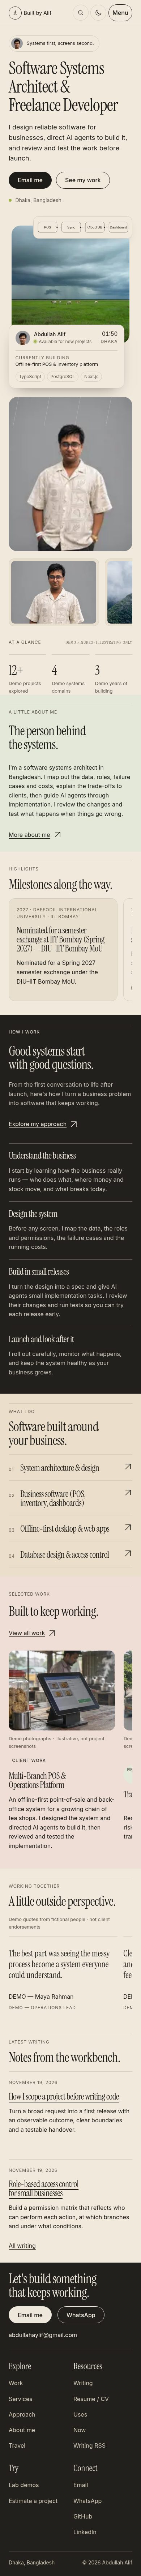 A Built by Alif
Menu
Systems first, screens second.
Software Systems
Architect &
Freelance Developer
I design reliable software for
businesses, direct AI agents to build it,
and review and test the work before
launch.
Email me
See my work
Dhaka, Bangladesh
POS
Sync
Cloud DB
Dashboard
Abdullah Alif
Available for new projects
01:50
DHAKA
CURRENTLY BUILDING
Offline-first POS & inventory platform
TypeScript
PostgreSQL
Next.js
AT A GLANCE
DEMO FIGURES · ILLUSTRATIVE ONLY
12+
Demo projects
explored
4
Demo systems
domains
3
Demo years of
building
A LITTLE ABOUT ME
The person behind
the systems.
I'm a software systems architect in
Bangladesh. I map out the data, roles, failure
cases and costs, explain the trade-offs to
clients, then guide AI agents through
implementation. I review the changes and
test what happens when things go wrong.
More about me
HIGHLIGHTS
Milestones along the way.
2027 · DAFFODIL INTERNATIONAL
UNIVERSITY · IIT BOMBAY
Nominated for a semester
exchange at IIT Bombay (Spring
2027) — DIU–IIT Bombay MoU
Nominated for a Spring 2027
semester exchange under the
DIU–IIT Bombay MoU.
HOW I WORK
Good systems start
with good questions.
From the first conversation to life after
launch, here's how I turn a business problem
into software that keeps working.
Explore my approach
Understand the business
I start by learning how the business really
runs — who does what, where money and
stock move, and what breaks today.
Design the system
Before any screen, I map the data, the roles
and permissions, the failure cases and the
running costs.
Build in small releases
I turn the design into a spec and give AI
agents small implementation tasks. I review
their changes and run tests so you can try
each release early.
Launch and look after it
I roll out carefully, monitor what happens,
and keep the system healthy as your
business grows.
WHAT I DO
Software built around
your business.
01 System architecture & design
02 Business software (POS,
inventory, dashboards)
03 Offline-first desktop & web apps
04 Database design & access control
SELECTED WORK
Built to keep working.
View all work
Demo photographs · illustrative, not project
screenshots
CLIENT WORK
Multi-Branch POS &
Operations Platform
An offline-first point-of-sale and back-
office system for a growing chain of
tea shops. I designed the system and
directed AI agents to build it, then
reviewed and tested the
implementation.
WORKING TOGETHER
A little outside perspective.
Demo quotes from fictional people · not client
endorsements
The best part was seeing the messy
process become a system everyone
could understand.
DEMO — Maya Rahman
DEMO — OPERATIONS LEAD
LATEST WRITING
Notes from the workbench.
NOVEMBER 19, 2026
How I scope a project before writing code
Turn a broad request into a first release with
an observable outcome, clear boundaries
and a testable handover.
NOVEMBER 19, 2026
Role-based access control
for small businesses
Build a permission matrix that reflects who
can perform each action, at which branches
and under what conditions.
All writing
Let's build something
that keeps working.
Email me
WhatsApp
abdullahaylif@gmail.com
Explore
Resources
Work
Writing
Services
Resume / CV
Approach
Uses
About me
Now
Travel
Writing RSS
Try
Connect
Lab demos
Email
Estimate a project
WhatsApp
GitHub
LinkedIn
Dhaka, Bangladesh
© 2026 Abdullah Alif